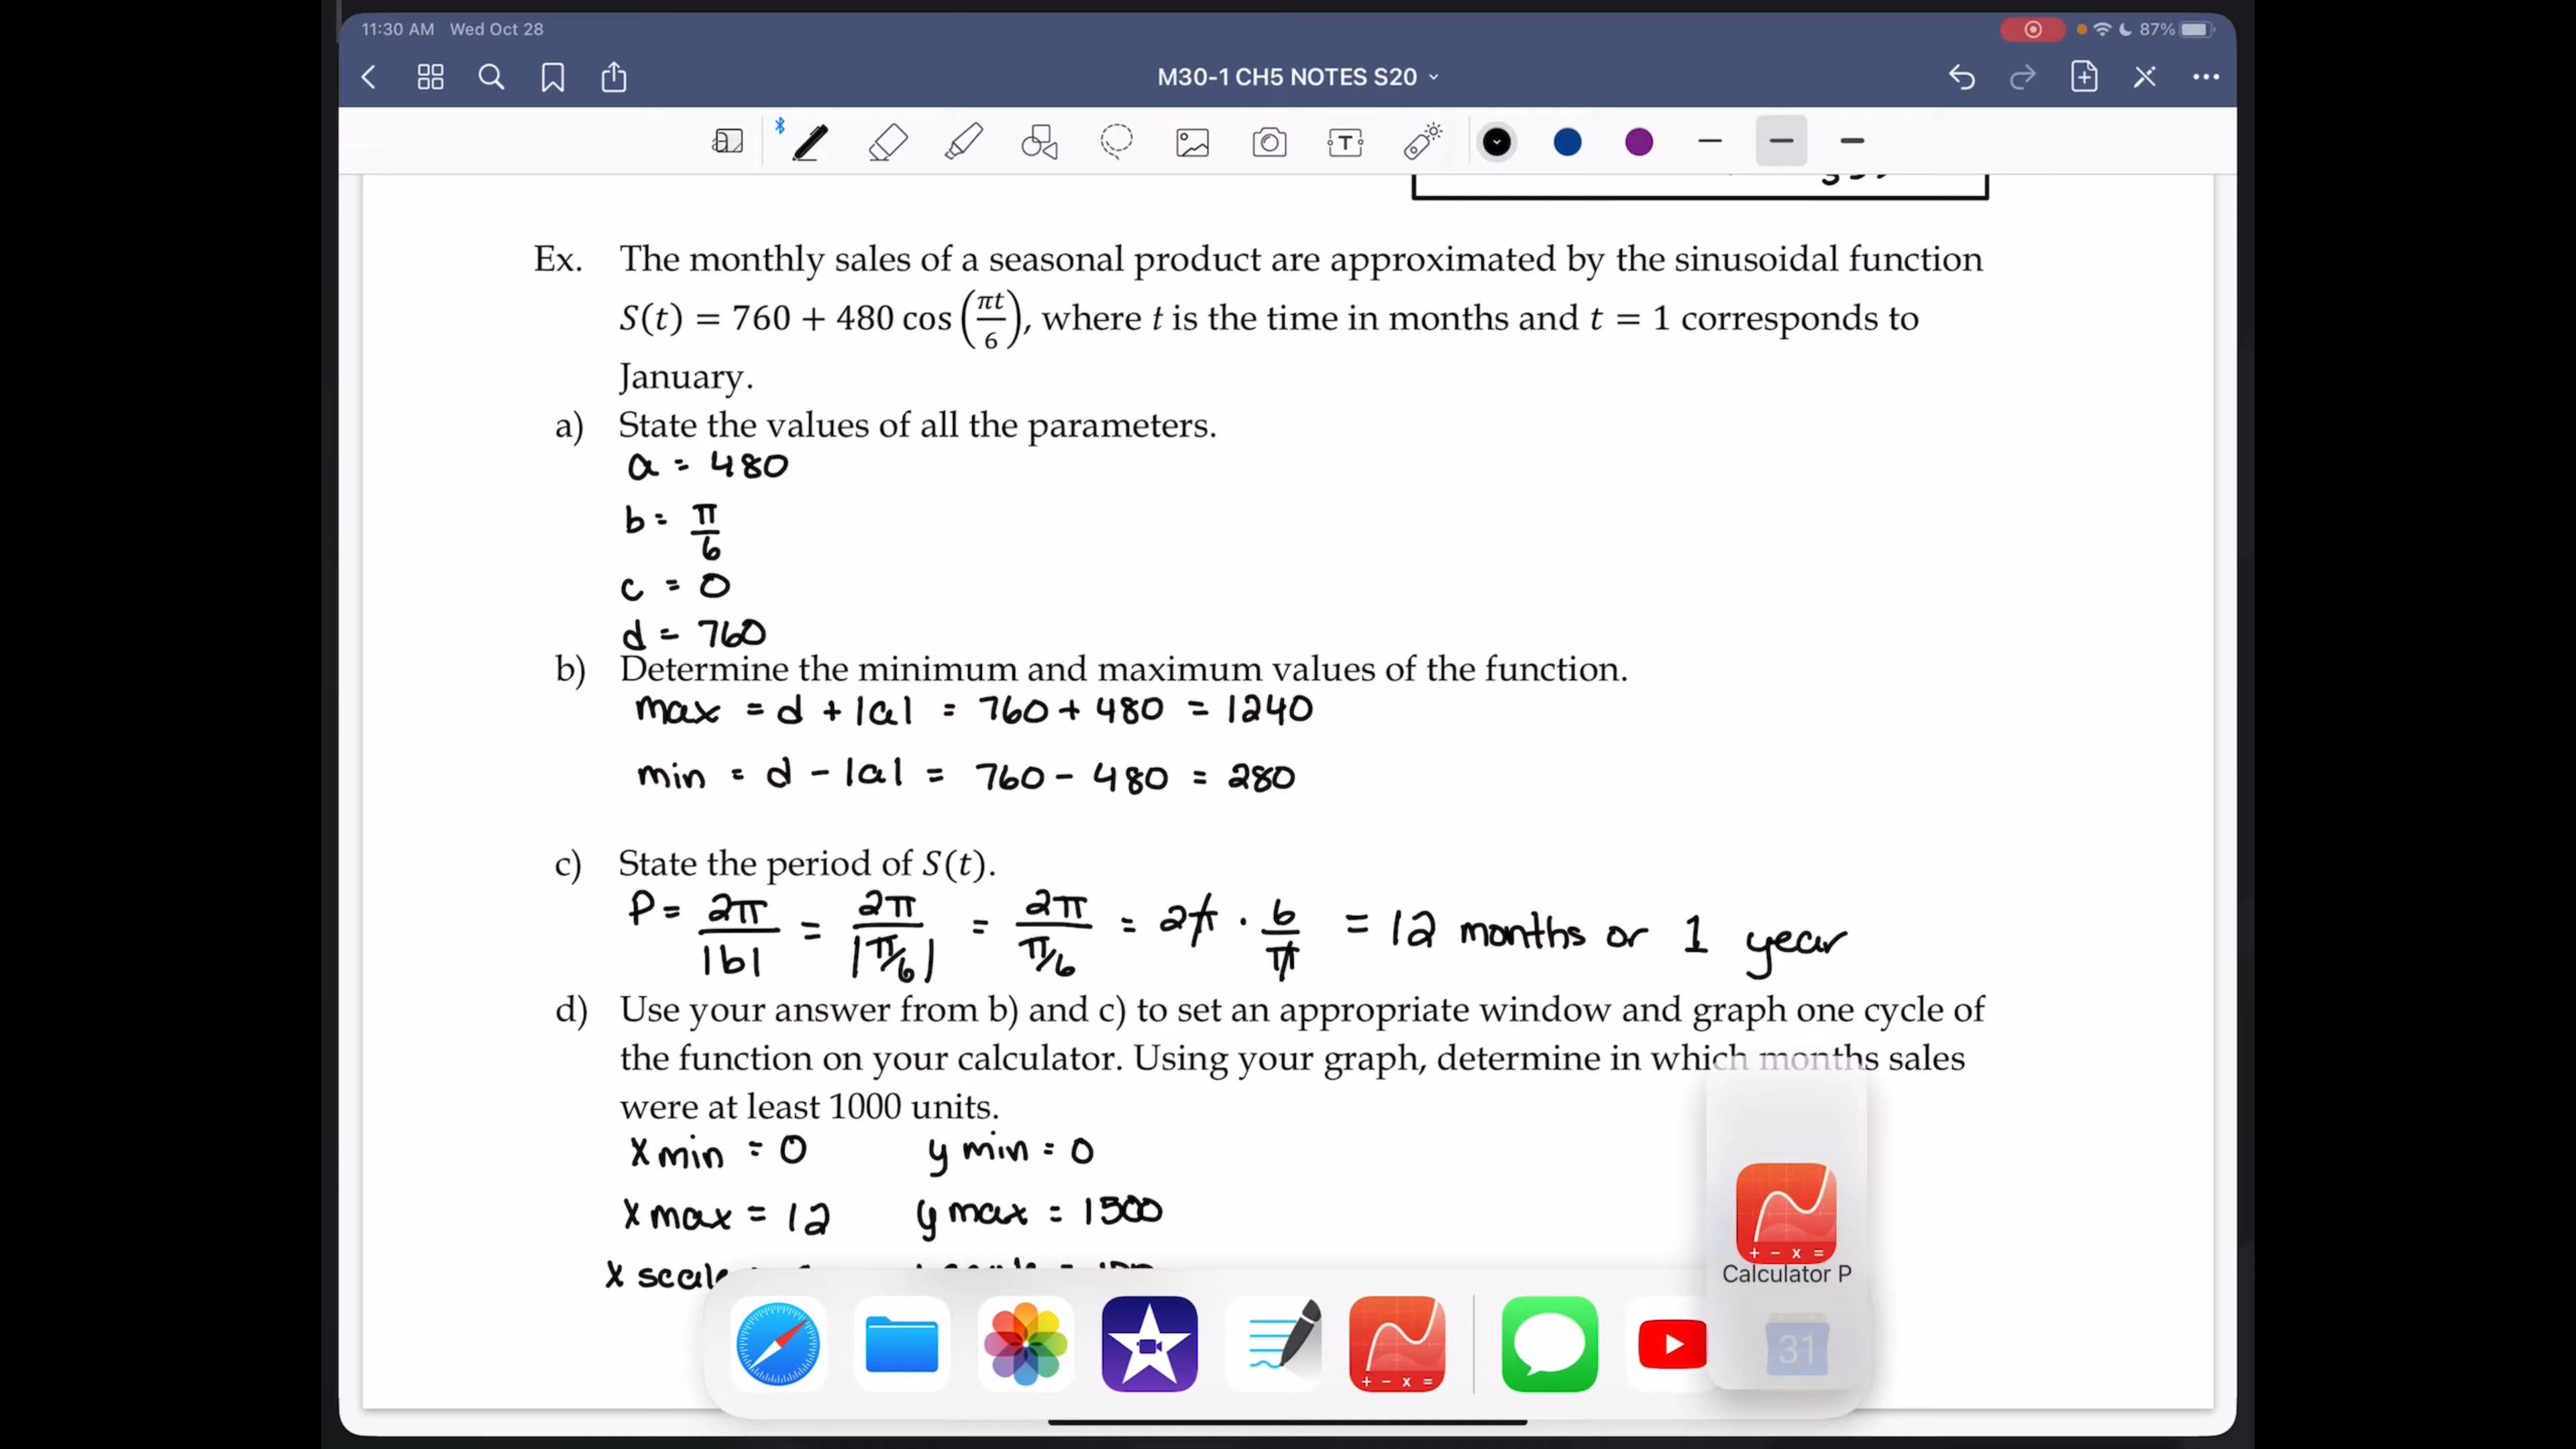 11:30 AM Wed Oct 28
87%
M30-1 CH5 NOTES S20
Ex. The monthly sales of a seasonal product are approximated by the sinusoidal function
S(t) = 760 + 480 cos(πt/6), where t is the time in months and t = 1 corresponds to
January.
a) State the values of all the parameters.
a = 480
b = π/6
c = 0
d = 760
b) Determine the minimum and maximum values of the function.
max = d + |a| = 760 + 480 = 1240
min = d - |a| = 760 - 480 = 280
c) State the period of S(t).
P = 2π/|b| = 2π/|π/6| = 2π/π/6 = 2π · 6/π = 12 months or 1 year
d) Use your answer from b) and c) to set an appropriate window and graph one cycle of
the function on your calculator. Using your graph, determine in which months sales
were at least 1000 units.
x min = 0 y min = 0
x max = 12 y max = 1500
x scale
Calculator P
+ - x =
+ - x =
31